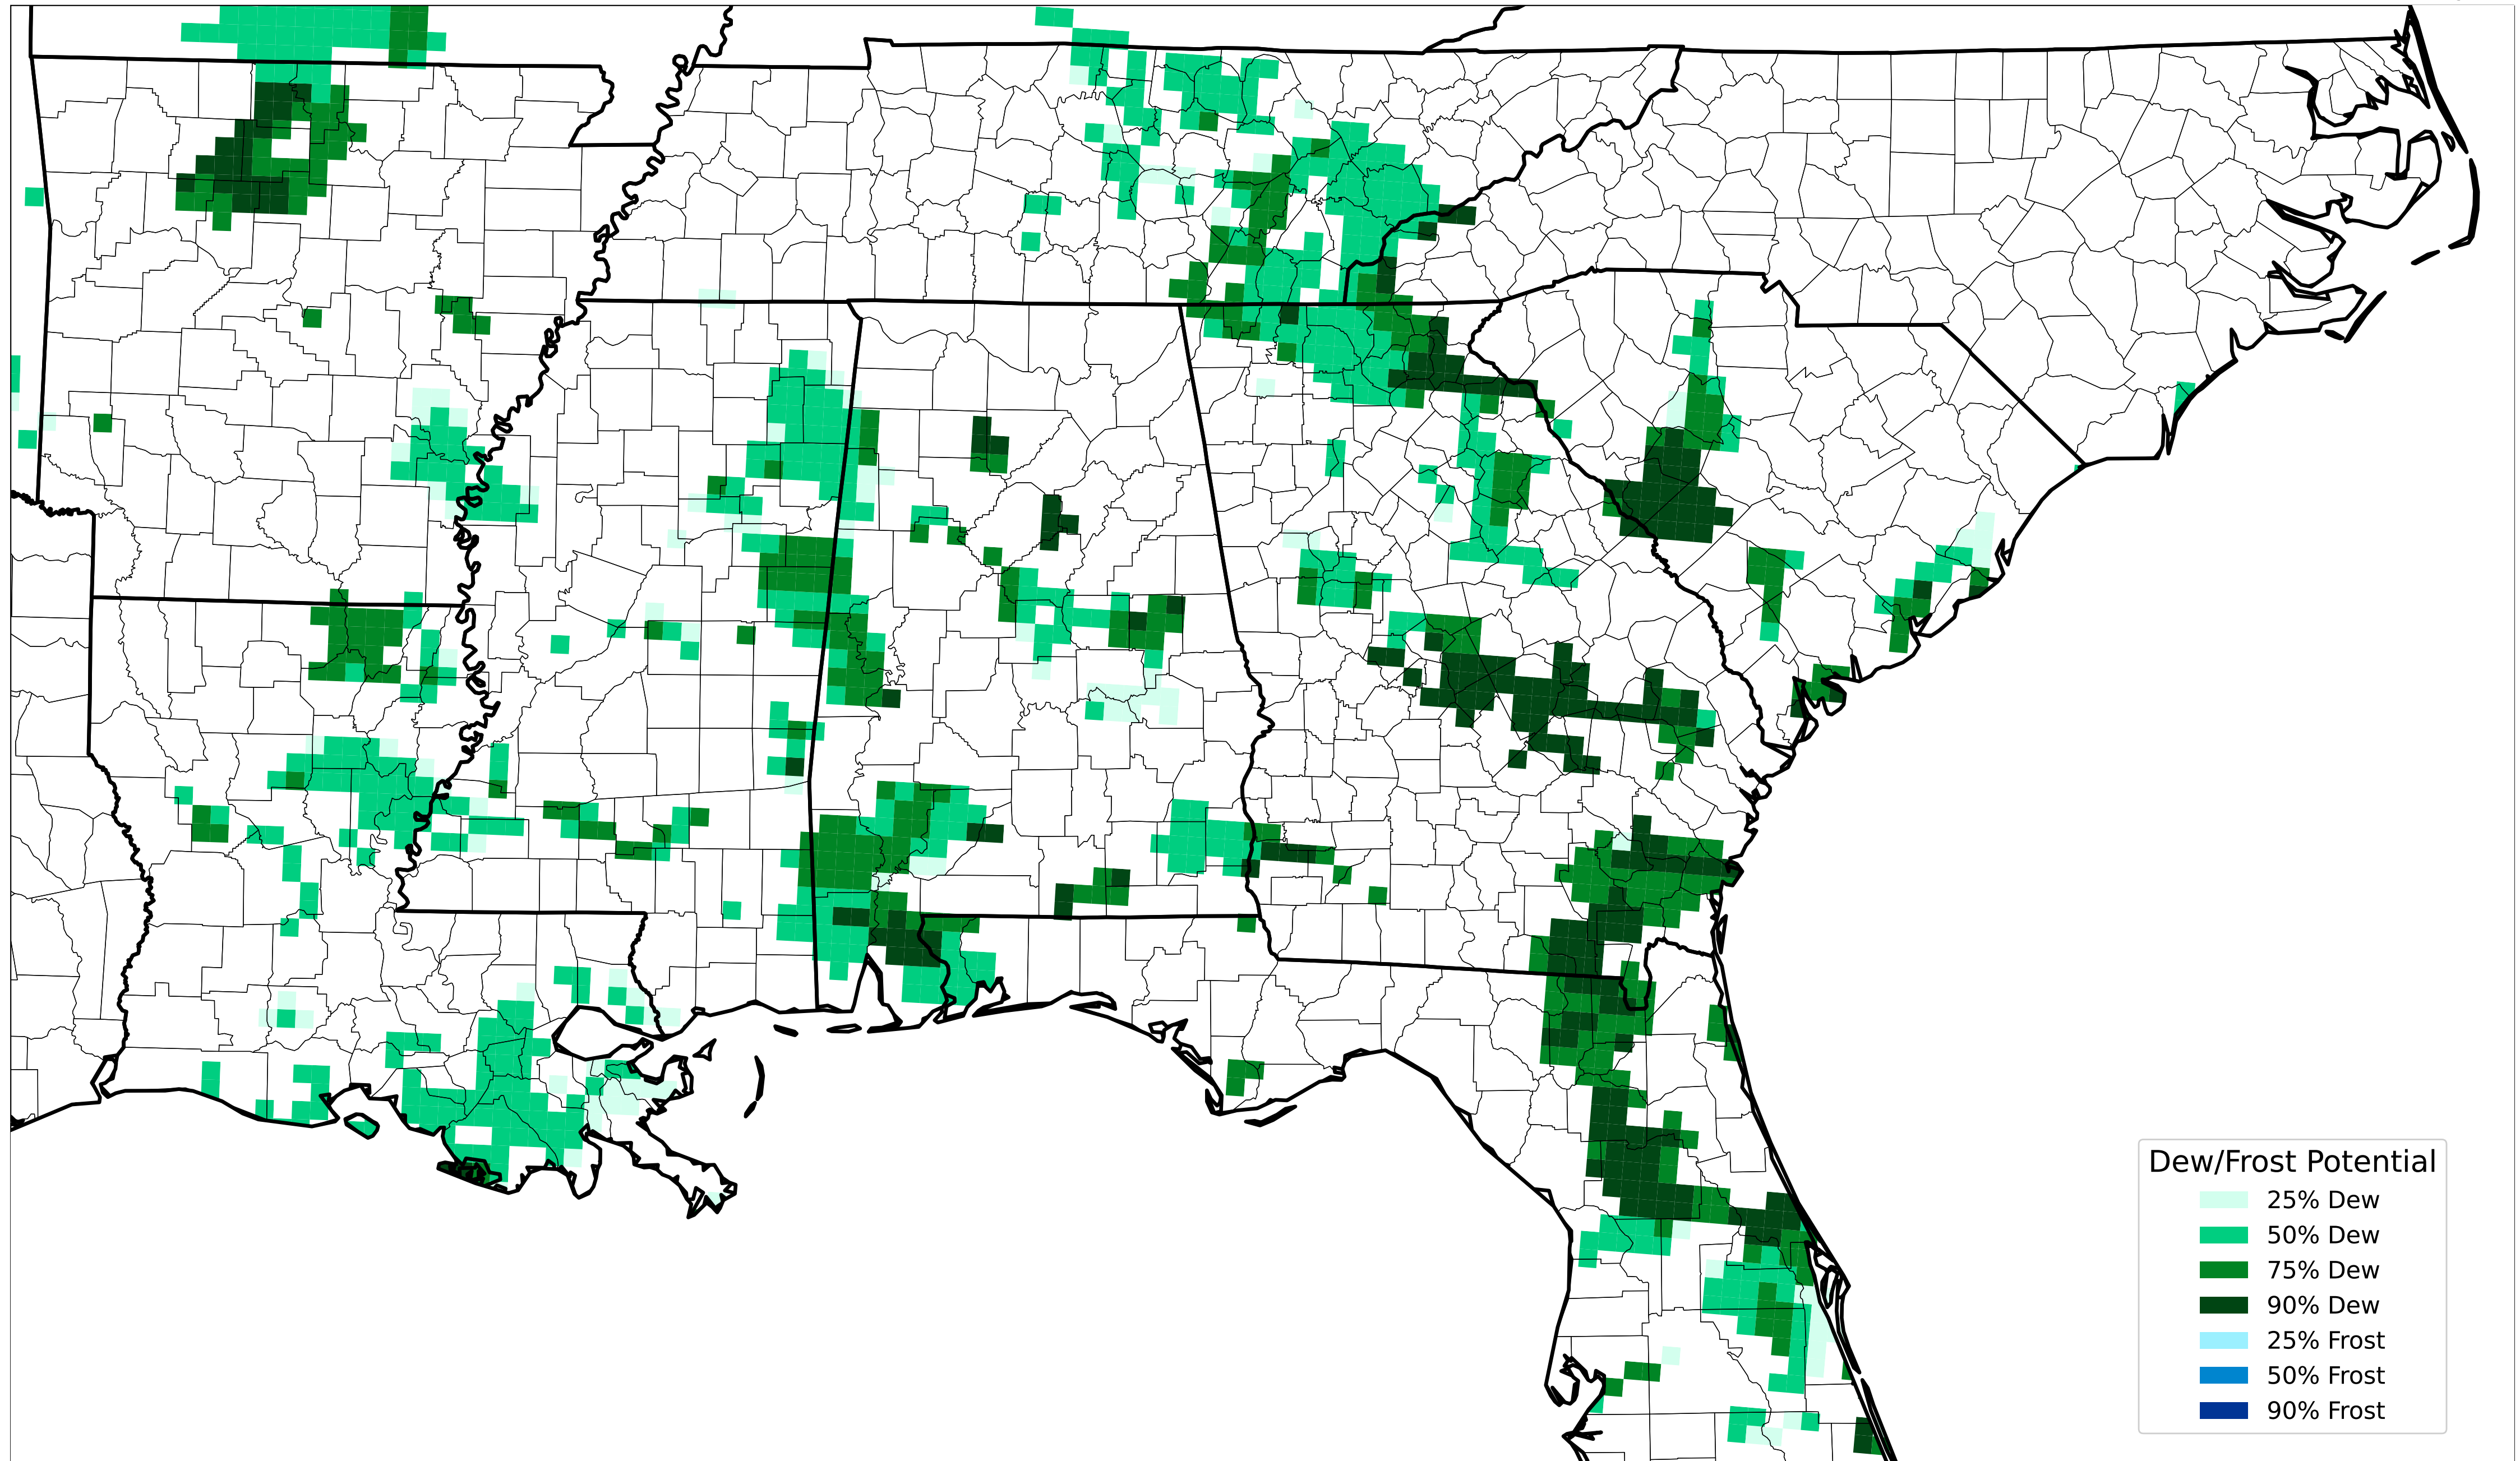 Dew/Frost Potential
25% Dew
50% Dew
75% Dew
90% Dew
25% Frost
50% Frost
90% Frost